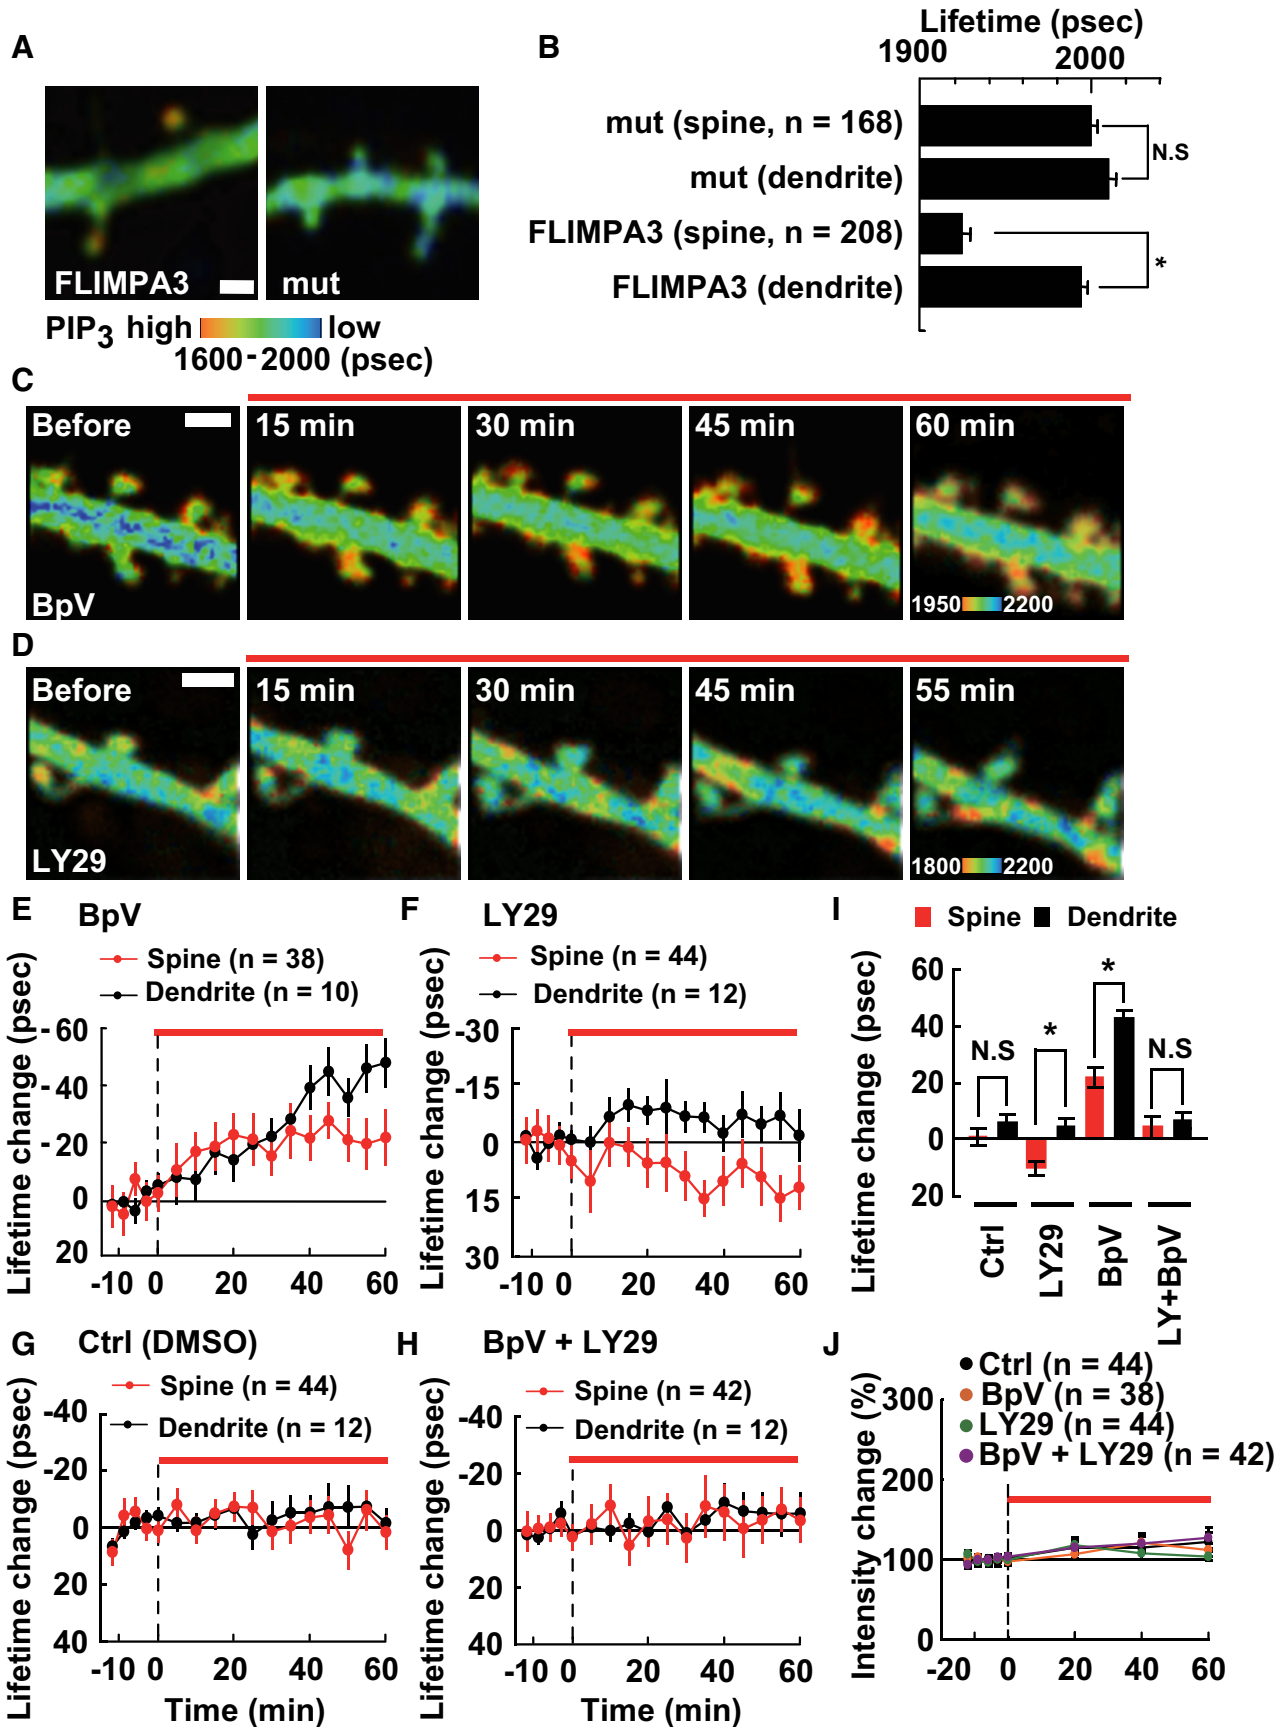 A
FLIMPA3
mut
PIP3 high low
1600-2000 (psec)
B
Lifetime (psec)
1900 2000
mut (spine, n = 168)
mut (dendrite)
FLIMPA3 (spine, n = 208)
FLIMPA3 (dendrite)
N.S
*
C
Before
15 min
30 min
45 min
60 min
BpV
1950 2200
D
Before
15 min
30 min
45 min
55 min
LY29
1800 2200
E BpV
Spine (n = 38)
Dendrite (n = 10)
Lifetime change (psec)
-60
-40
-20
0
20
-10 0 20 40 60
F LY29
Spine (n = 44)
Dendrite (n = 12)
Lifetime change (psec)
-30
-15
0
15
30
-10 0 20 40 60
I
Spine Dendrite
Lifetime change (psec)
60
40
20
0
20
N.S
*
*
N.S
Ctrl
LY29
BpV
LY+BpV
G Ctrl (DMSO)
Spine (n = 44)
Dendrite (n = 12)
Lifetime change (psec)
-40
-20
0
20
40
-10 0 20 40 60
Time (min)
H BpV + LY29
Spine (n = 42)
Dendrite (n = 12)
Lifetime change (psec)
-40
-20
0
20
40
-10 0 20 40 60
Time (min)
J
Ctrl (n = 44)
BpV (n = 38)
LY29 (n = 44)
BpV + LY29 (n = 42)
Intensity change (%)
300
200
100
0
-20 0 20 40 60